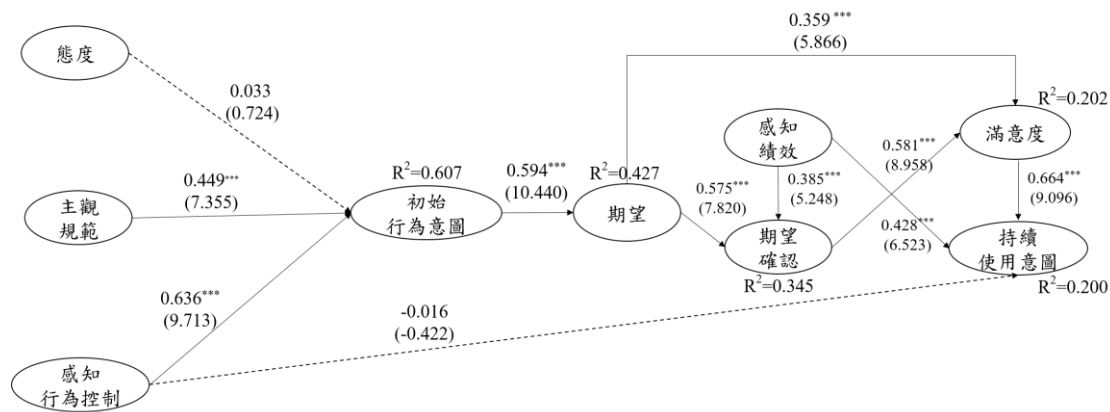 0.359 ***
(5.866)
態度
0.033
(0.724)
R²=0.202
感知
績效
滿意度
0.581 ***
(8.958)
R²=0.607
0.594 ***
(10.440)
R²=0.427
0.449 ***
(7.355)
0.575 ***
(7.820)
0.385 ***
(5.248)
0.664 ***
(9.096)
主觀
規範
初始
行為意圖
期望
0.428 ***
(6.523)
期望
確認
持續
使用意圖
R²=0.345
R²=0.200
0.636 ***
(9.713)
-0.016
(-0.422)
感知
行為控制